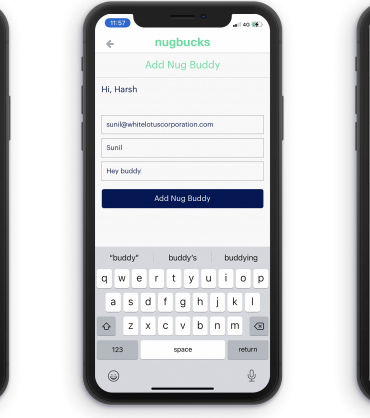 11:57
4G
nugbucks
Add Nug Buddy
Hi, Harsh
sunil@whitelotuscorporation.com
Sunil
Hey buddy
Add Nug Buddy
"buddy" buddy's buddying
q w e r t y u i o p
a s d f g h j k l
z x c v b n m
123 space return